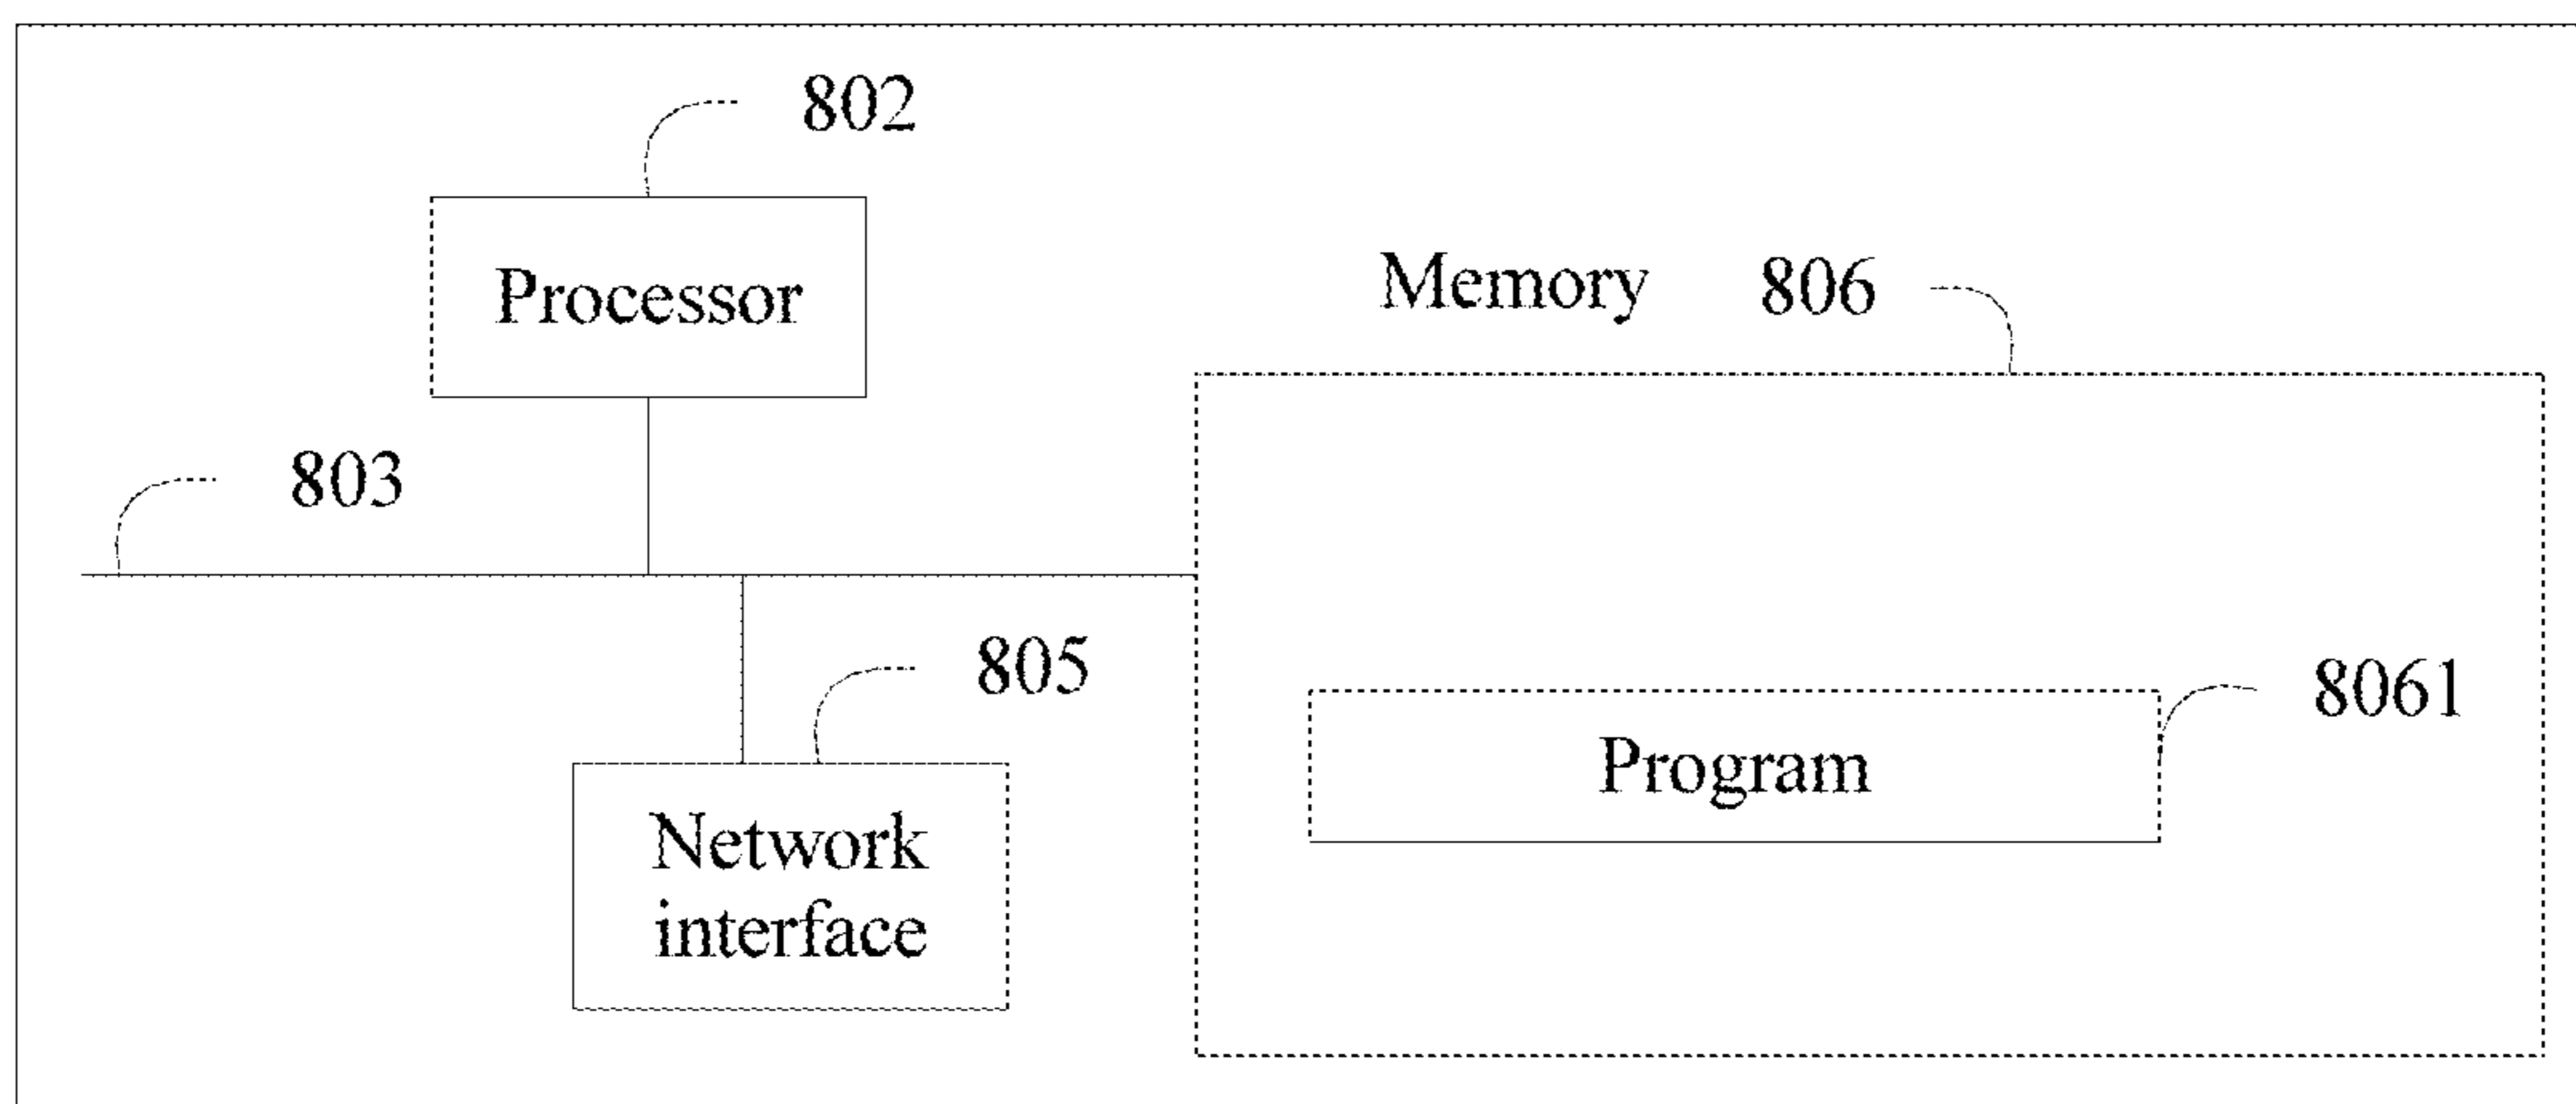 802
Processor
Memory 806
803
805
8061
Program
Network
interface